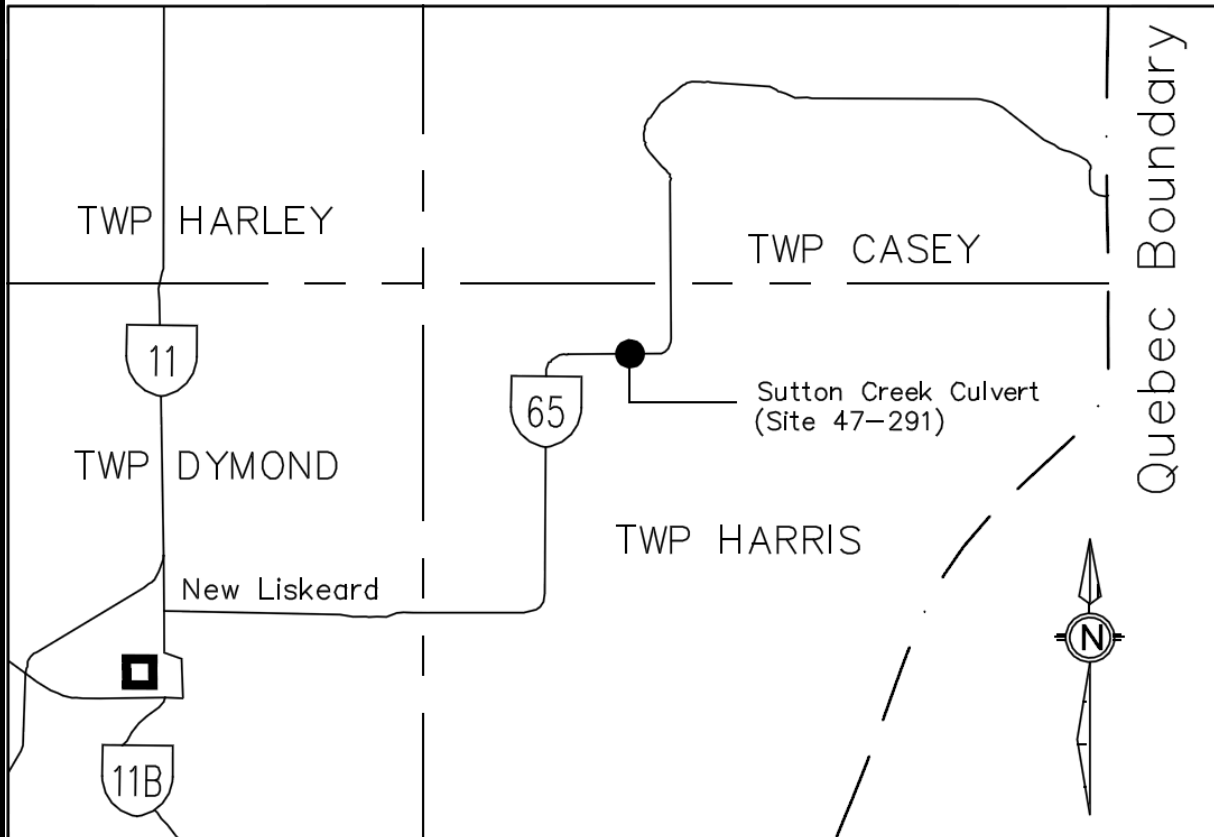 Quebec Boundary
TWP HARLEY
TWP CASEY
11
65
Sutton Creek Culvert
(Site 47-291)
TWP DYMOND
TWP HARRIS
New Liskeard
N
11B